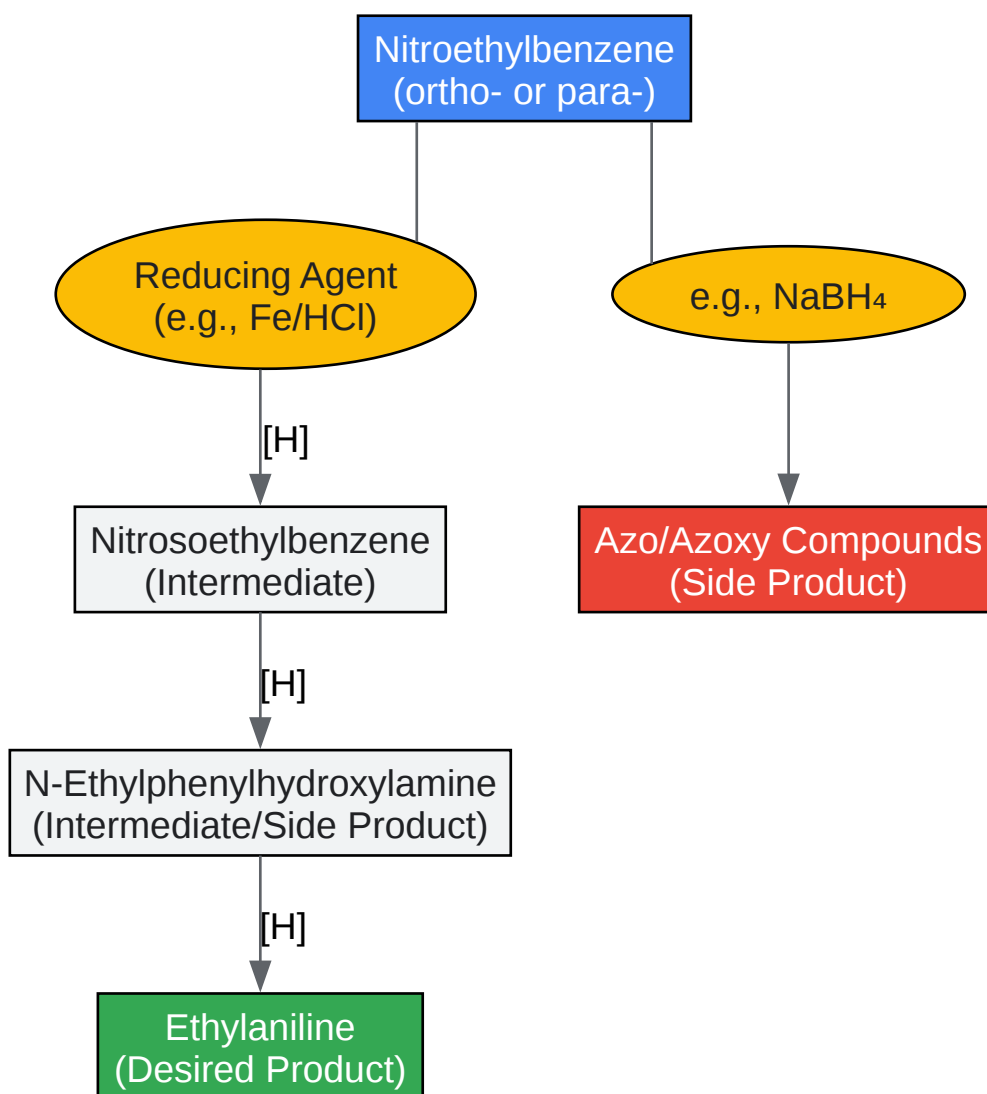 Nitroethylbenzene
(ortho- or para-)
Reducing Agent
(e.g., Fe/HCl)
e.g., NaBH₄
[H]
Nitrosoethylbenzene
(Intermediate)
Azo/Azoxy Compounds
(Side Product)
[H]
N-Ethylphenylhydroxylamine
(Intermediate/Side Product)
[H]
Ethylaniline
(Desired Product)